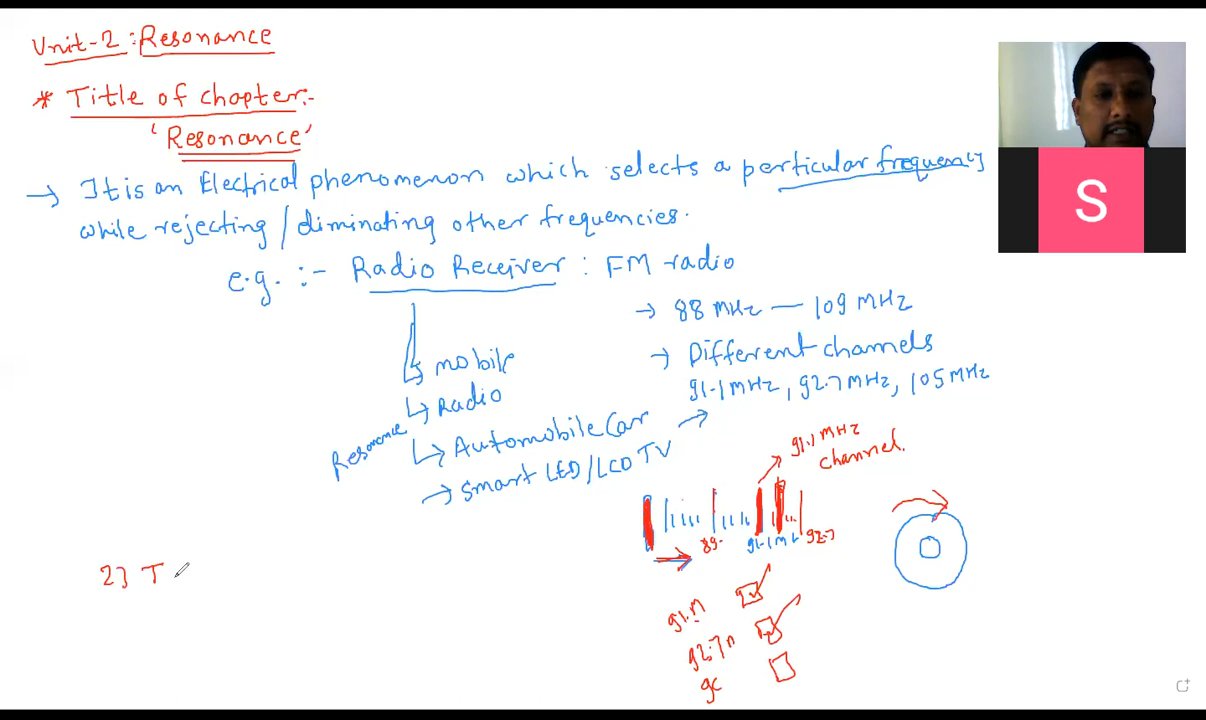 Unit-2 : Resonance
* Title of chapter:-
'Resonance'
→ It is an Electrical phenomenon which selects a perticular frequency
while rejecting/diminating other frequencies.
e.g. :- Radio Receiver : FM radio
→ 88 MHz — 109 MHz
→ Different channels
91.1 MHz, 92.7 MHz, 105 MHz
mobile
Radio
Resonance
Automobile Car
→ Smart LED/LCD TV →
91.1 MHz
channel.
89.
91.1 M
92.7
91.
92.7
S
2) T